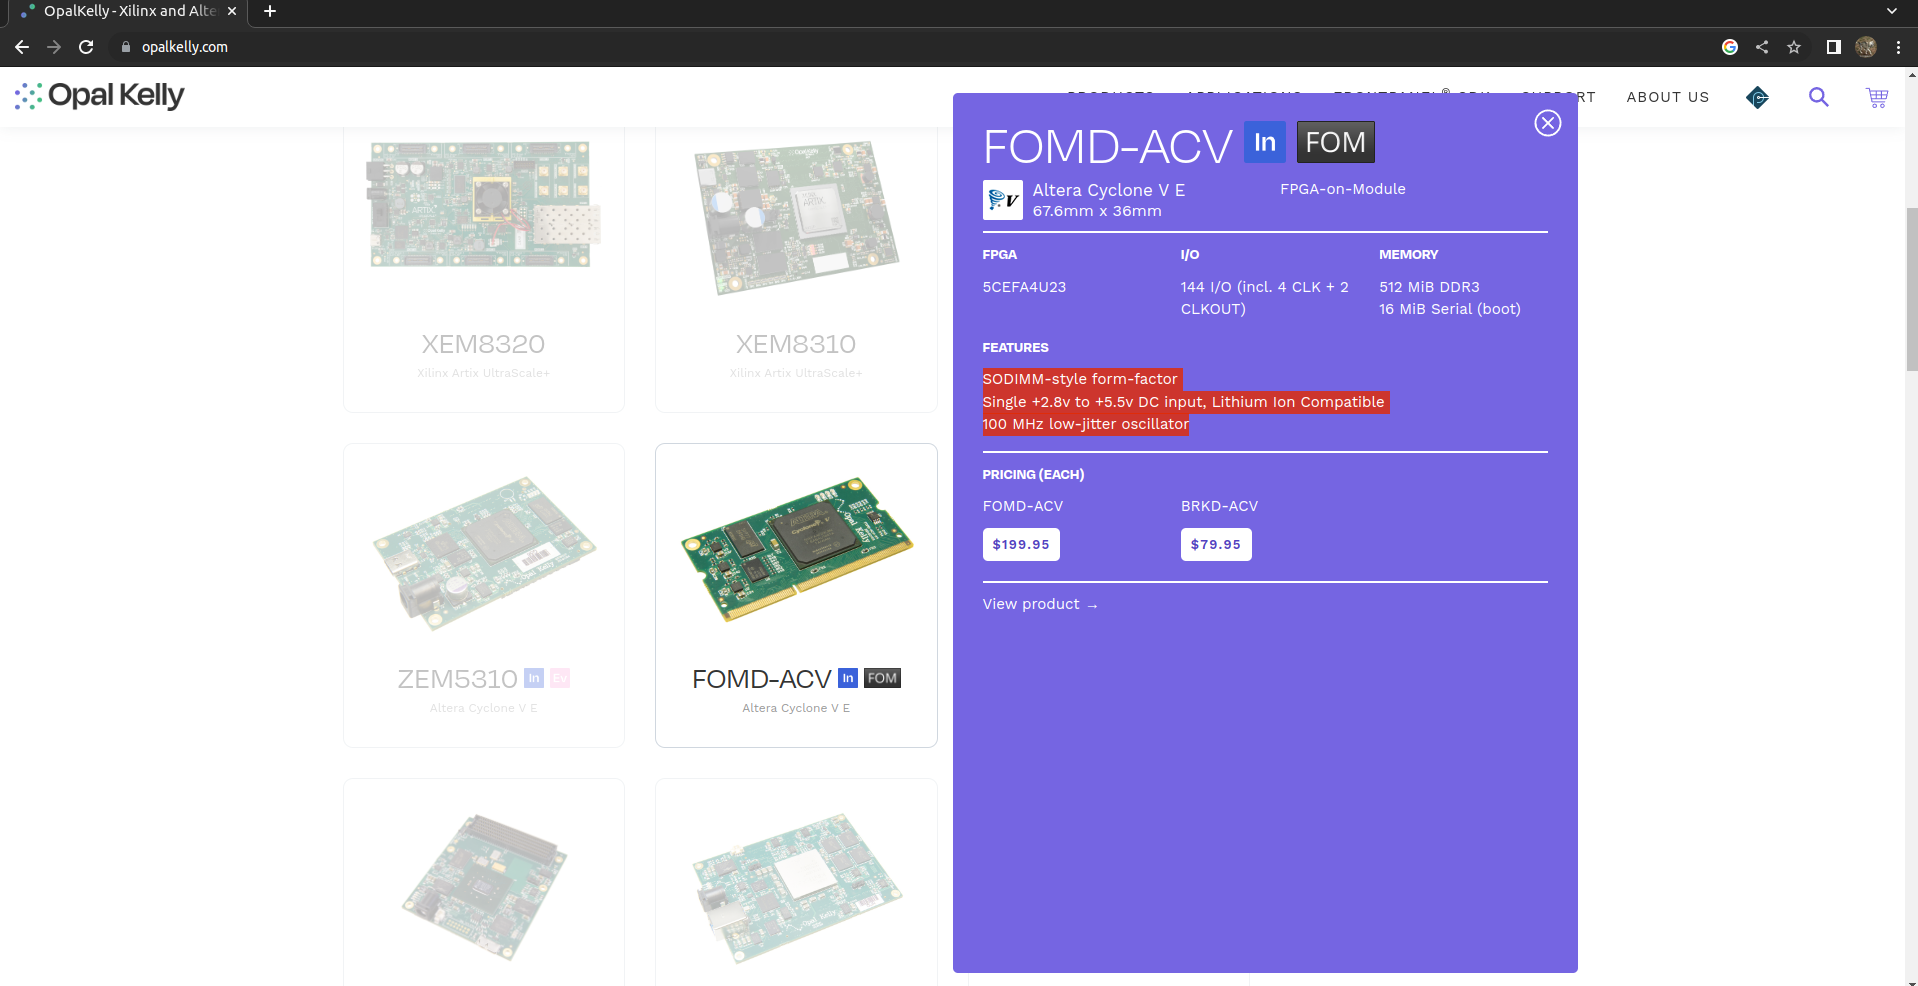 OpalKelly - Xilinx and Alte
opalkelly.com
Opal Kelly
SUPPORT
ABOUT US
XEM8320
Xilinx Artix UltraScale+
XEM8310
Xilinx Artix UltraScale+
ZEM5310 In Ev
Altera Cyclone V E
FOMD-ACV In FOM
Altera Cyclone V E
FOMD-ACV In FOM
Altera Cyclone V E
67.6mm x 36mm
FPGA-on-Module
FPGA
5CEFA4U23
I/O
144 I/O (incl. 4 CLK + 2
CLKOUT)
MEMORY
512 MiB DDR3
16 MiB Serial (boot)
FEATURES
SODIMM-style form-factor
Single +2.8v to +5.5v DC input, Lithium Ion Compatible
100 MHz low-jitter oscillator
PRICING (EACH)
FOMD-ACV
$199.95
BRKD-ACV
$79.95
View product →